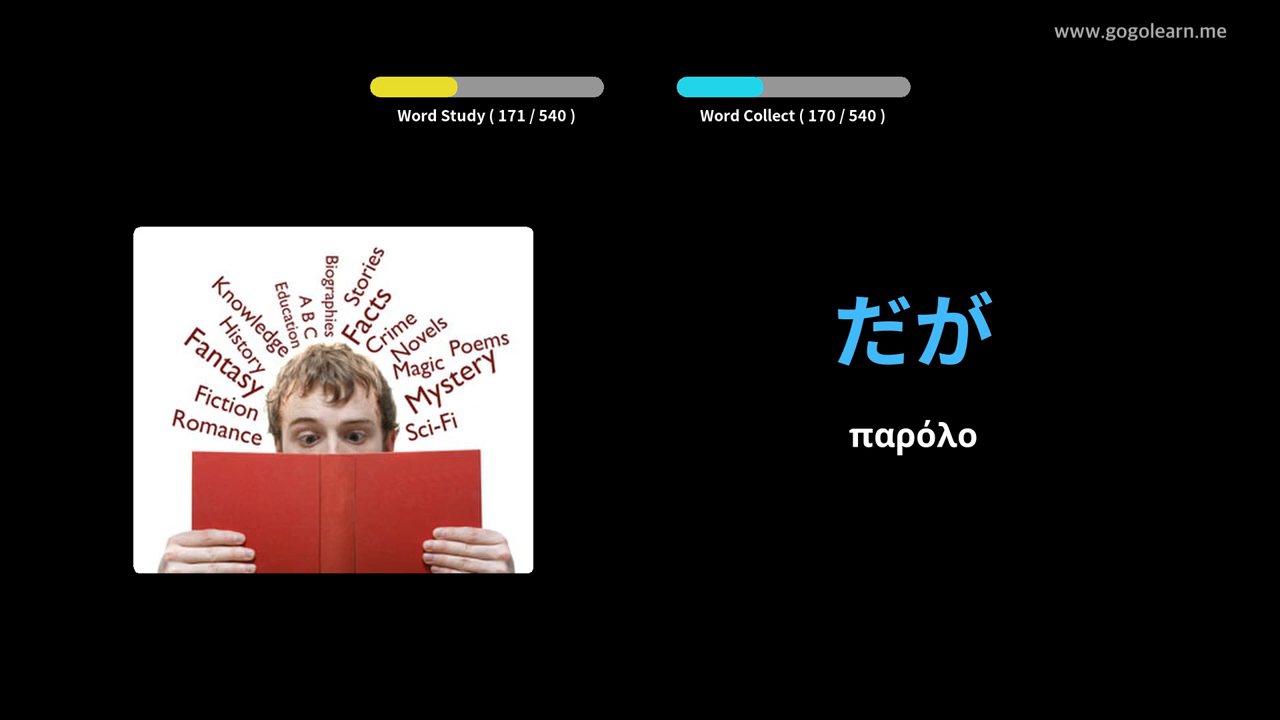 www.gogolearn.me
Word Study ( 171 / 540 )
Word Collect ( 170 / 540 )
Biographies
Stories
Education
A B C
Facts
Knowledge
History
Crime
Novels
Fantasy
Magic
Poems
Mystery
Fiction
Romance
Sci-Fi
だが
παρόλο